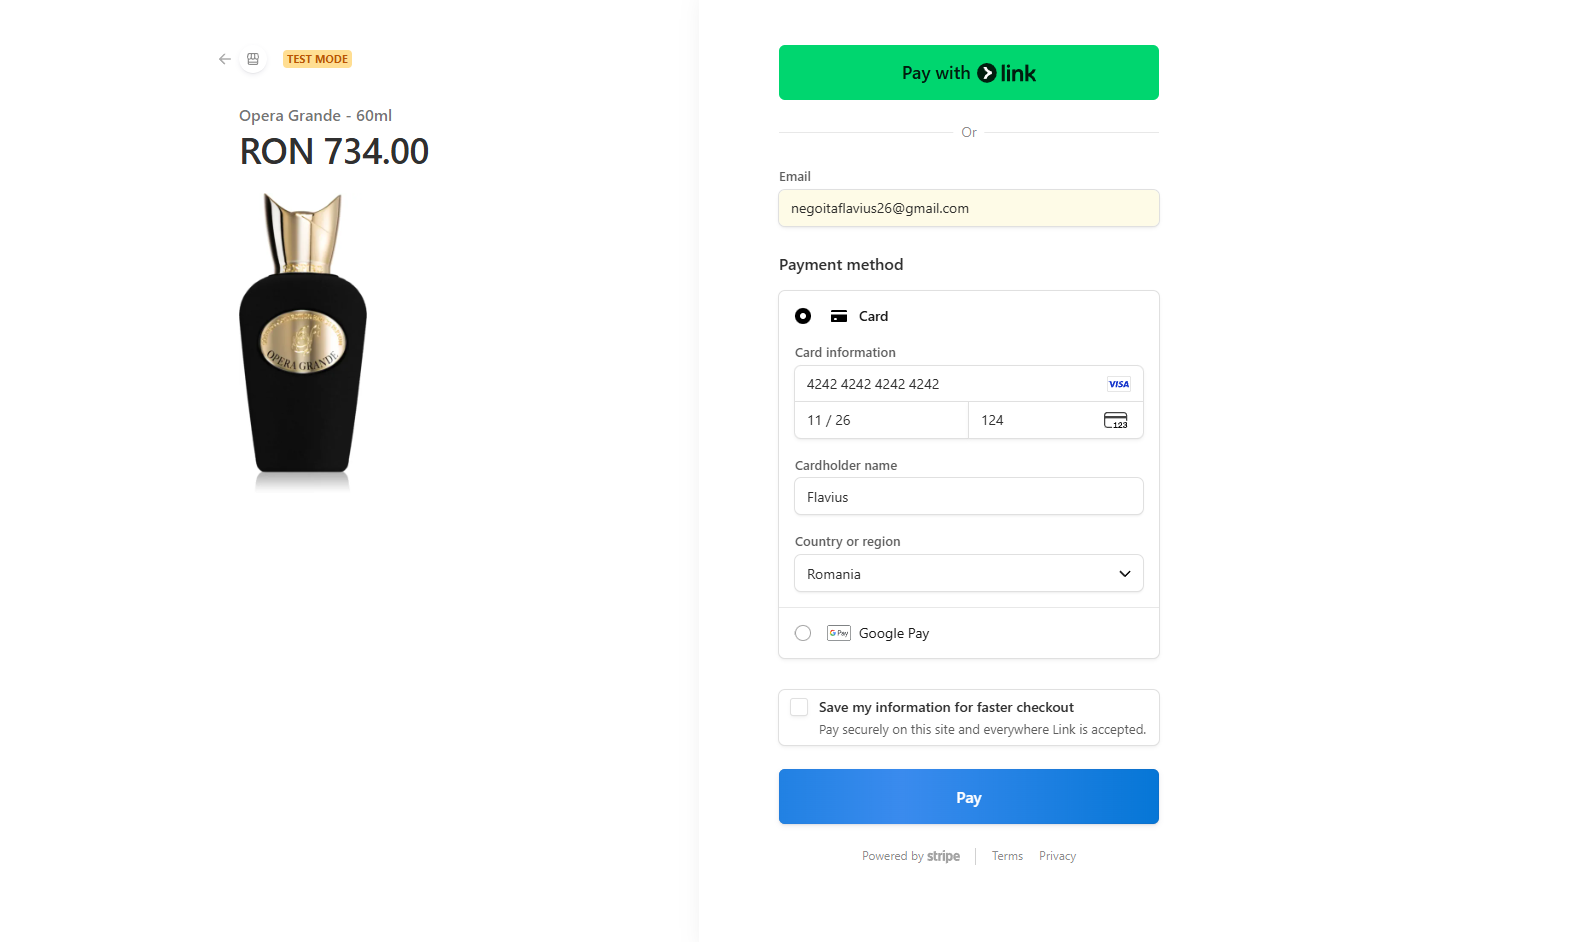 TEST MODE
Opera Grande - 60ml
RON 734.00
OPERA GRANDE
Pay with link
Or
Email
negoitaflavius26@gmail.com
Payment method
Card
Card information
4242 4242 4242 4242
VISA
11 / 26
124
123
Cardholder name
Flavius
Country or region
Romania
G Pay
Google Pay
Save my information for faster checkout
Pay securely on this site and everywhere Link is accepted.
Pay
Powered by stripe
Terms
Privacy